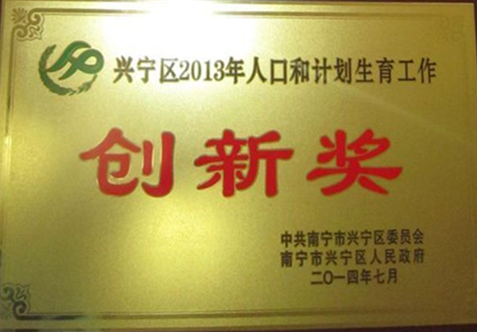 兴宁区2013年人口和计划生育工作
创新奖
中共南宁市兴宁区委员会
南宁市兴宁区人民政府
二〇一四年七月